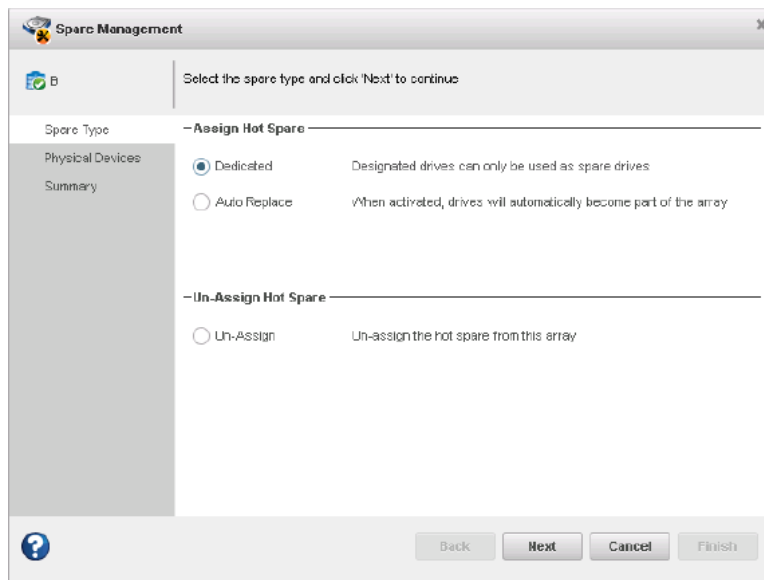 Spare Management
x
B
Select the spare type and click 'Next' to continue
Spare Type
Physical Devices
Summary
Assign Hot Spare
Dedicated Designated drives can only be used as spare drives
Auto Replace When activated, drives will automatically become part of the array
Un-Assign Hot Spare
Un-Assign Un-assign the hot spare from this array
?
Back Next Cancel Finish